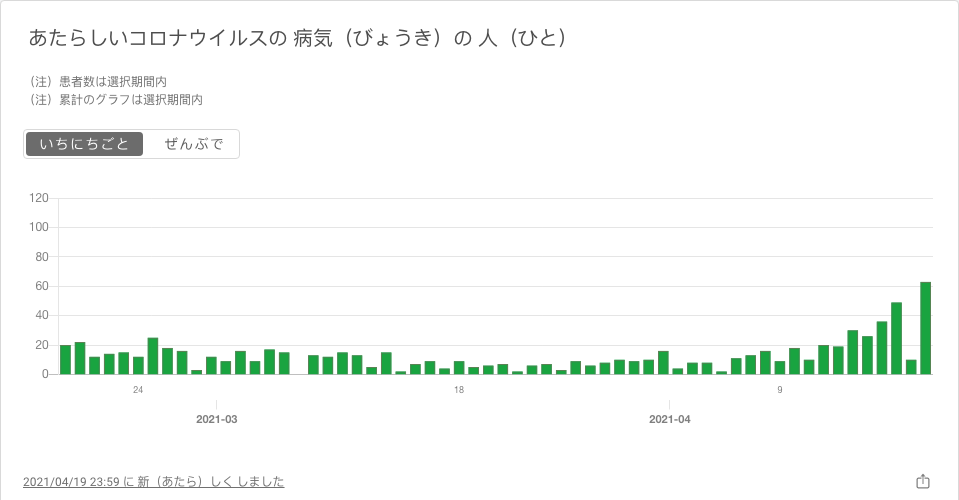 あたらしいコロナウイルスの 病気（びょうき）の 人（ひと）
（注）患者数は選択期間内
（注）累計のグラフは選択期間内
いちにちごと ぜんぶで
120
100
80
60
40
20
0
24 18 9
2021-03 2021-04
2021/04/19 23:59 に 新（あたら）しく しました